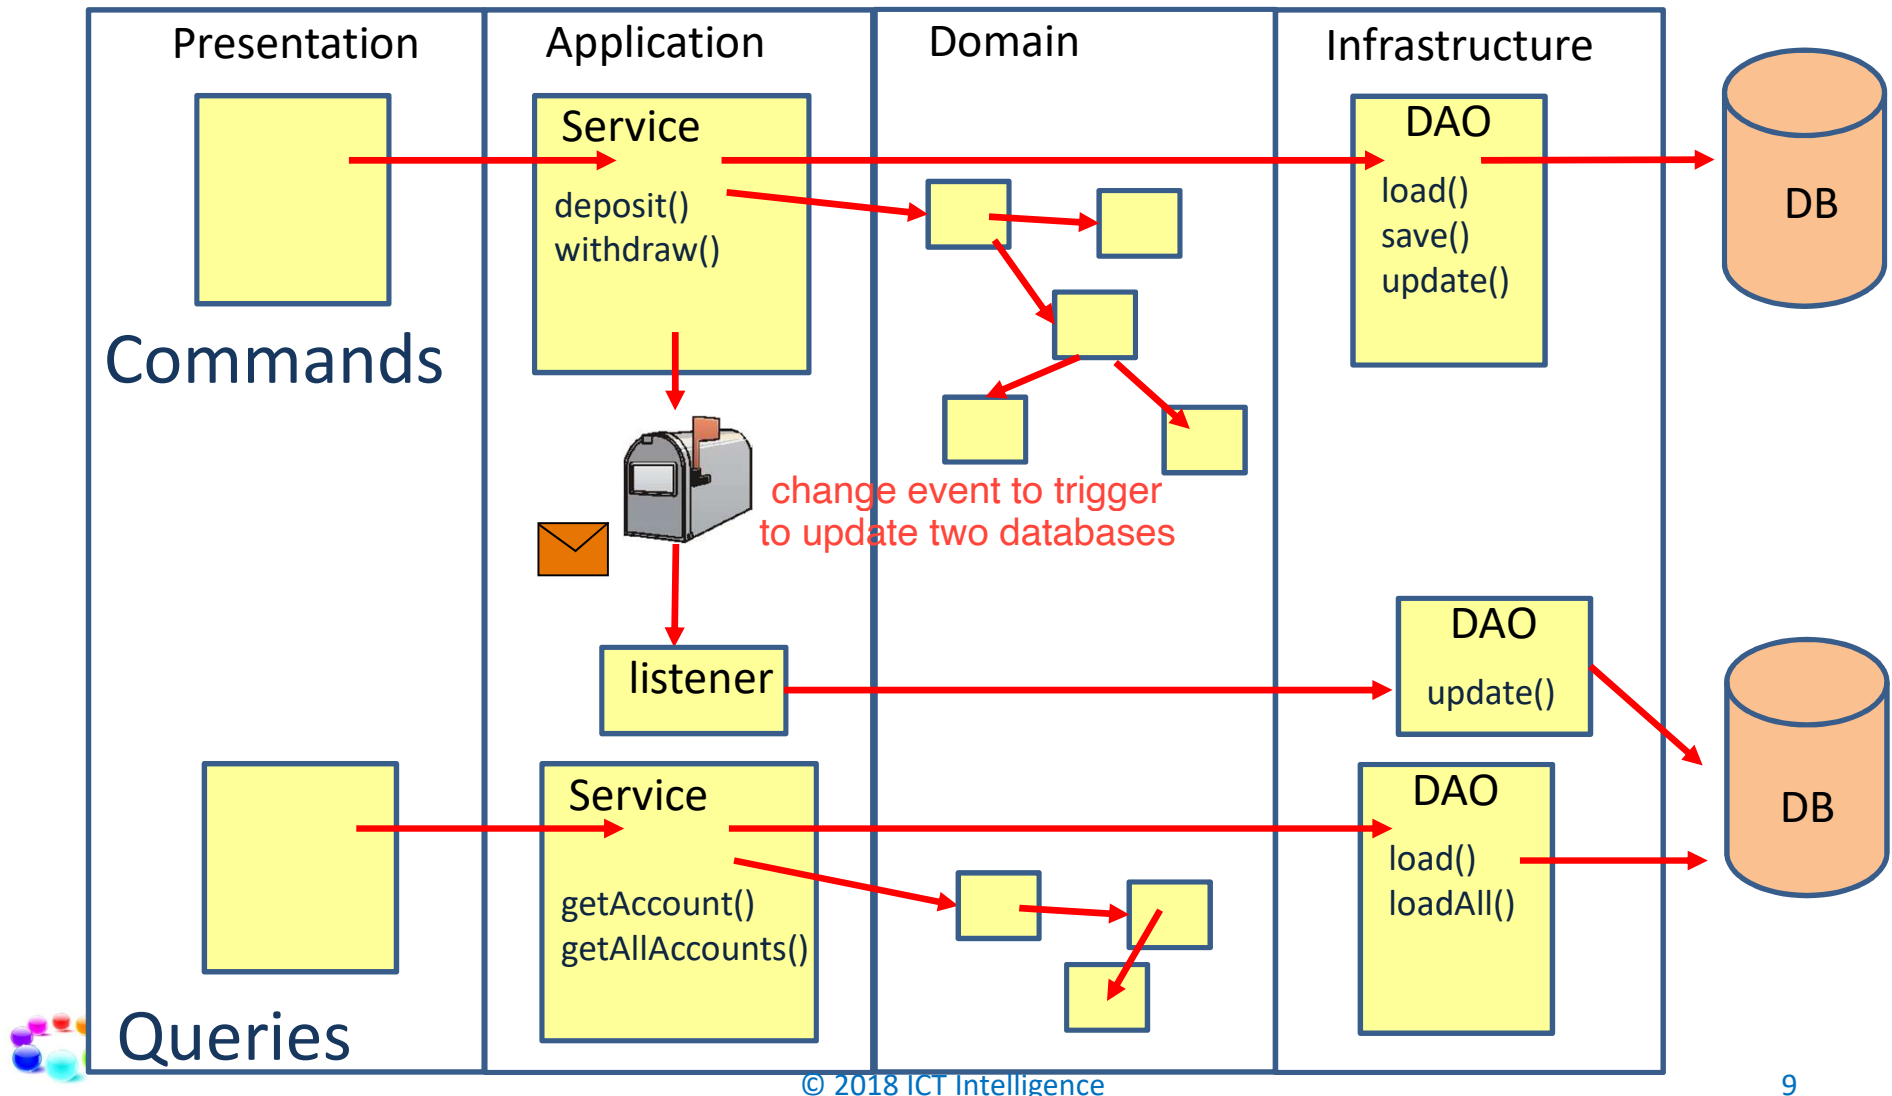 Presentation
Application
Domain
Infrastructure
Service
deposit()
withdraw()
DAO
load()
save()
update()
DB
Commands
change event to trigger
to update two databases
listener
DAO
update()
Service
getAccount()
getAllAccounts()
DAO
load()
loadAll()
DB
Queries
© 2018 ICT Intelligence
9